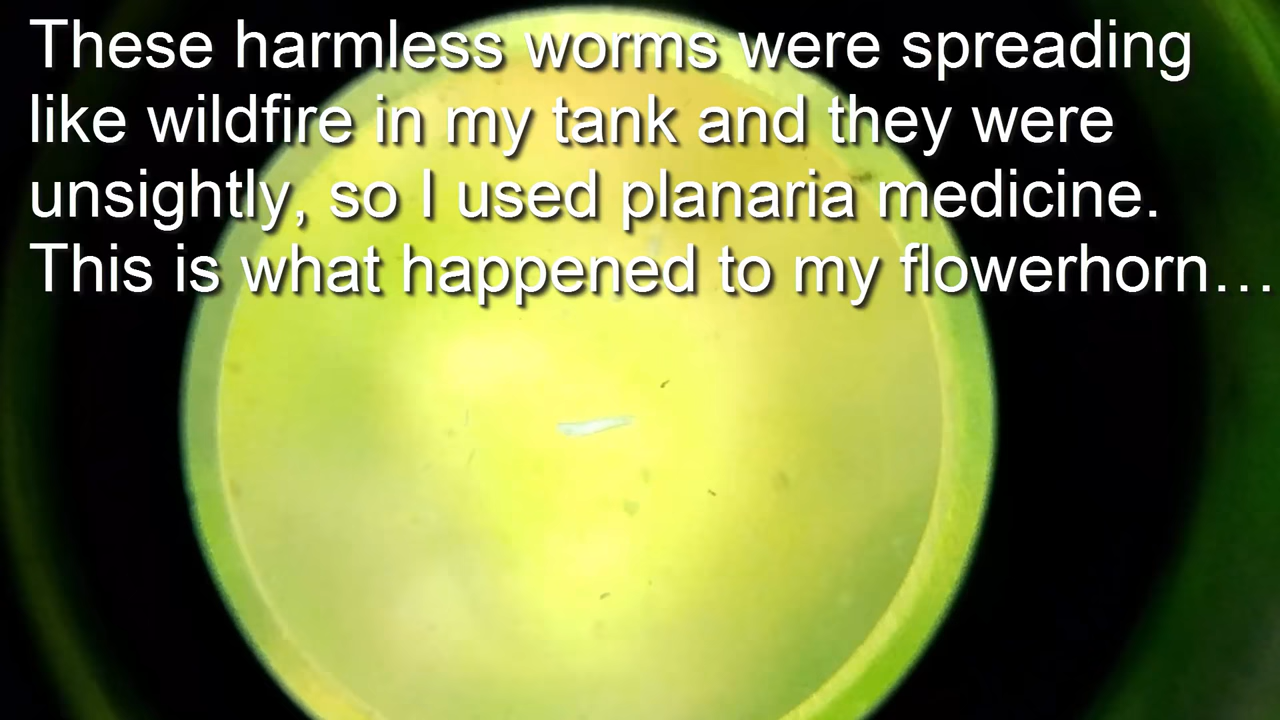 These harmless worms were spreading
like wildfire in my tank and they were
unsightly, so I used planaria medicine.
This is what happened to my flowerhorn…